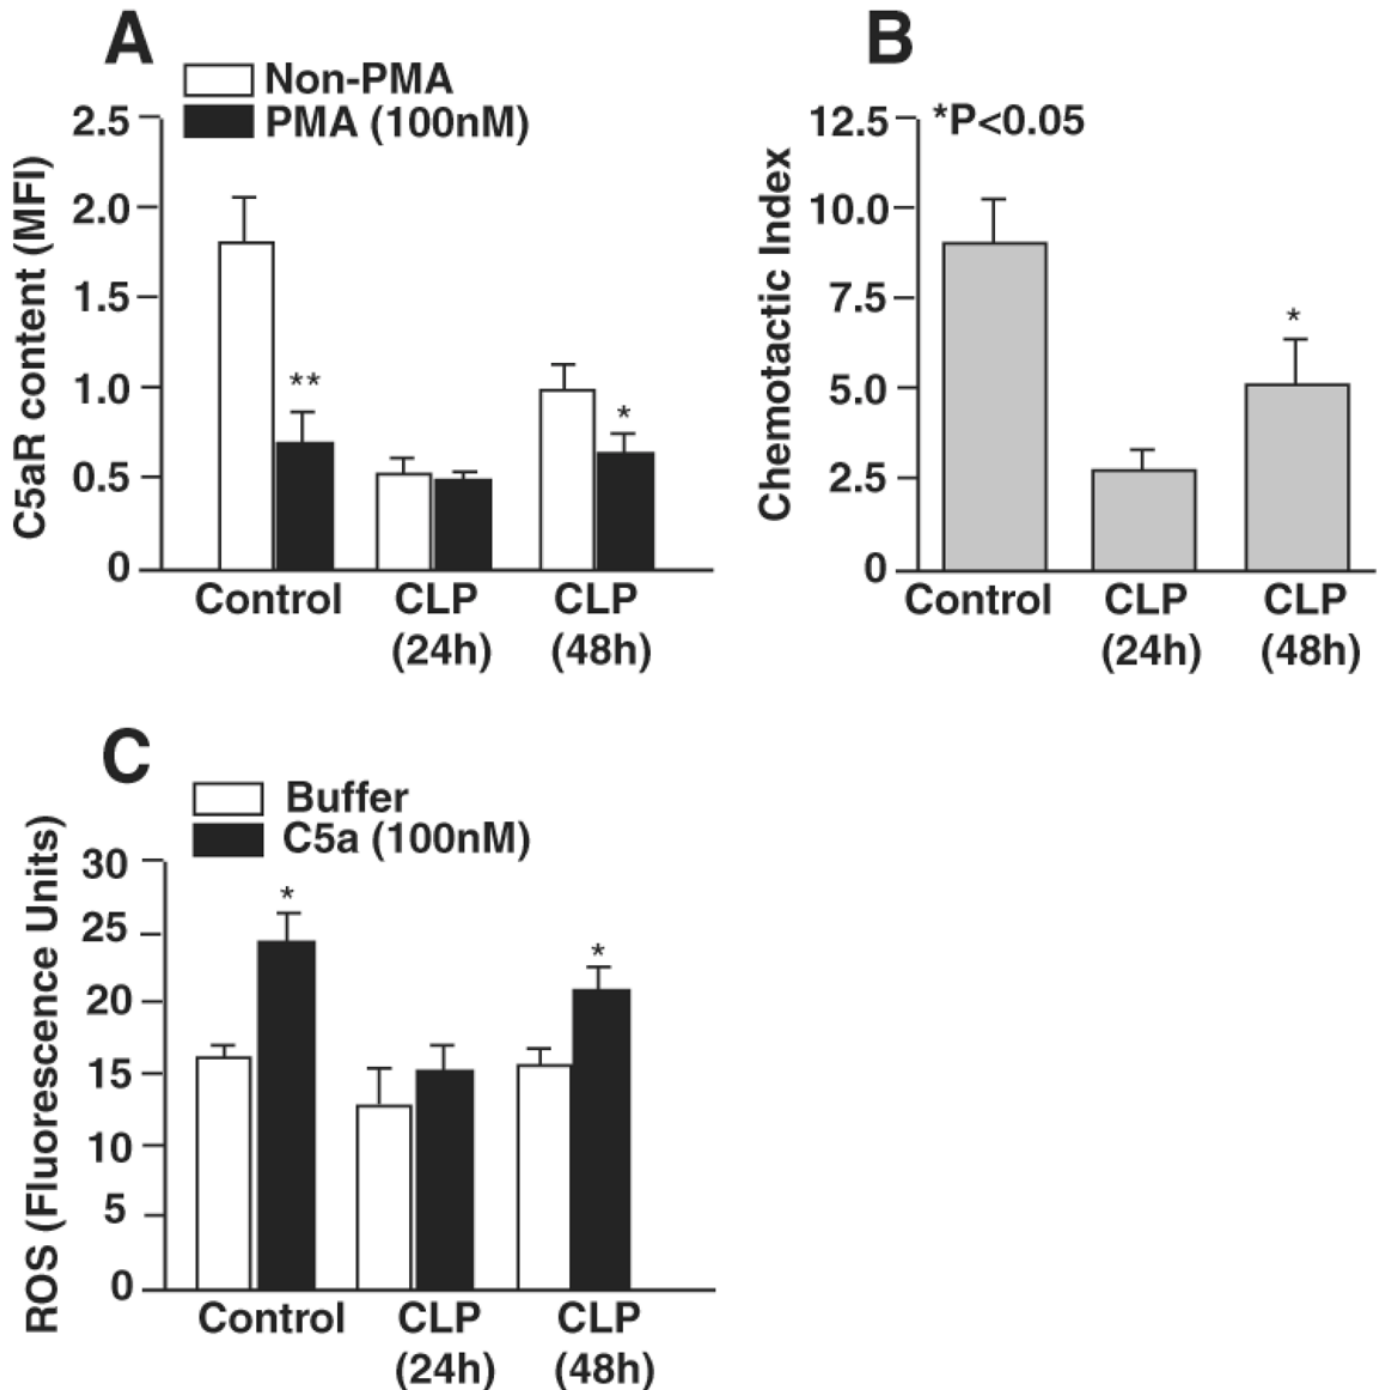 A
Non-PMA
PMA (100nM)
C5aR content (MFI)
2.5
2.0
1.5
1.0
0.5
0
**
*
Control
CLP
(24h)
CLP
(48h)
B
*P<0.05
Chemotactic Index
12.5
10.0
7.5
5.0
2.5
0
*
Control
CLP
(24h)
CLP
(48h)
C
Buffer
C5a (100nM)
ROS (Fluorescence Units)
30
25
20
15
10
5
0
*
*
Control
CLP
(24h)
CLP
(48h)